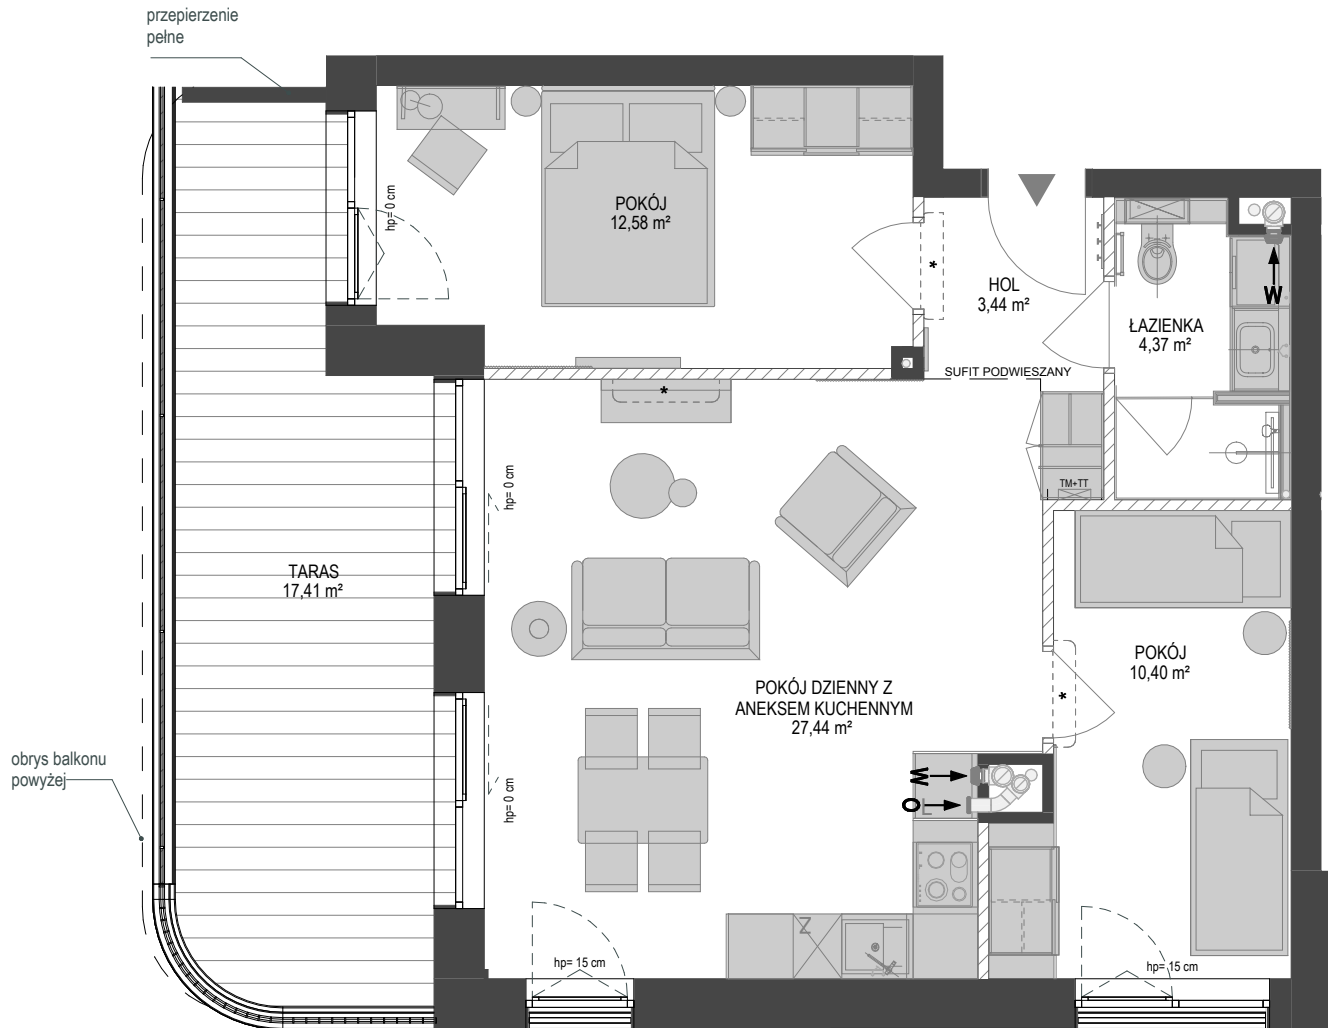 przepierzenie
pełne
hp= 0 cm
POKÓJ
12,58 m²
*
HOL
3,44 m²
W
ŁAZIENKA
4,37 m²
SUFIT PODWIESZANY
*
hp= 0 cm
TM+TT
TARAS
17,41 m²
POKÓJ
10,40 m²
*
POKÓJ DZIENNY Z
ANEKSEM KUCHENNYM
27,44 m²
obrys balkonu
powyżej
hp= 0 cm
W
O
L
Z
hp= 15 cm
hp= 15 cm